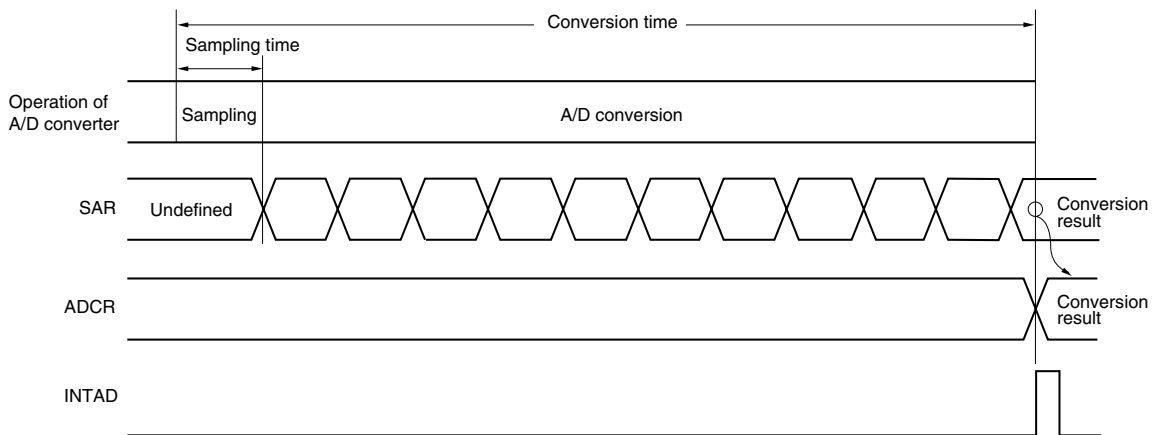 Conversion time
Sampling time
Operation of
A/D converter
Sampling
A/D conversion
SAR
Undefined
Conversion
result
ADCR
Conversion
result
INTAD